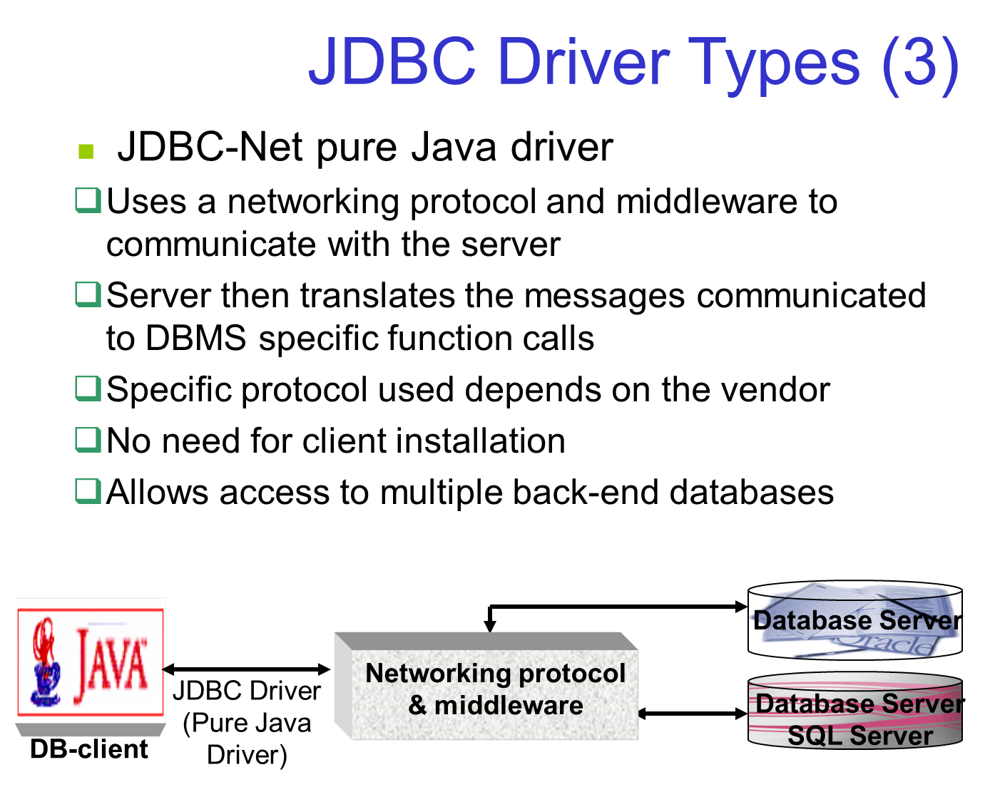 JDBC Driver Types (3)
JDBC-Net pure Java driver
Uses a networking protocol and middleware to
communicate with the server
Server then translates the messages communicated
to DBMS specific function calls
Specific protocol used depends on the vendor
No need for client installation
Allows access to multiple back-end databases
JAVA
DB-client
JDBC Driver
(Pure Java
Driver)
Networking protocol
& middleware
Database Server
Oracle
Database Server
SQL Server